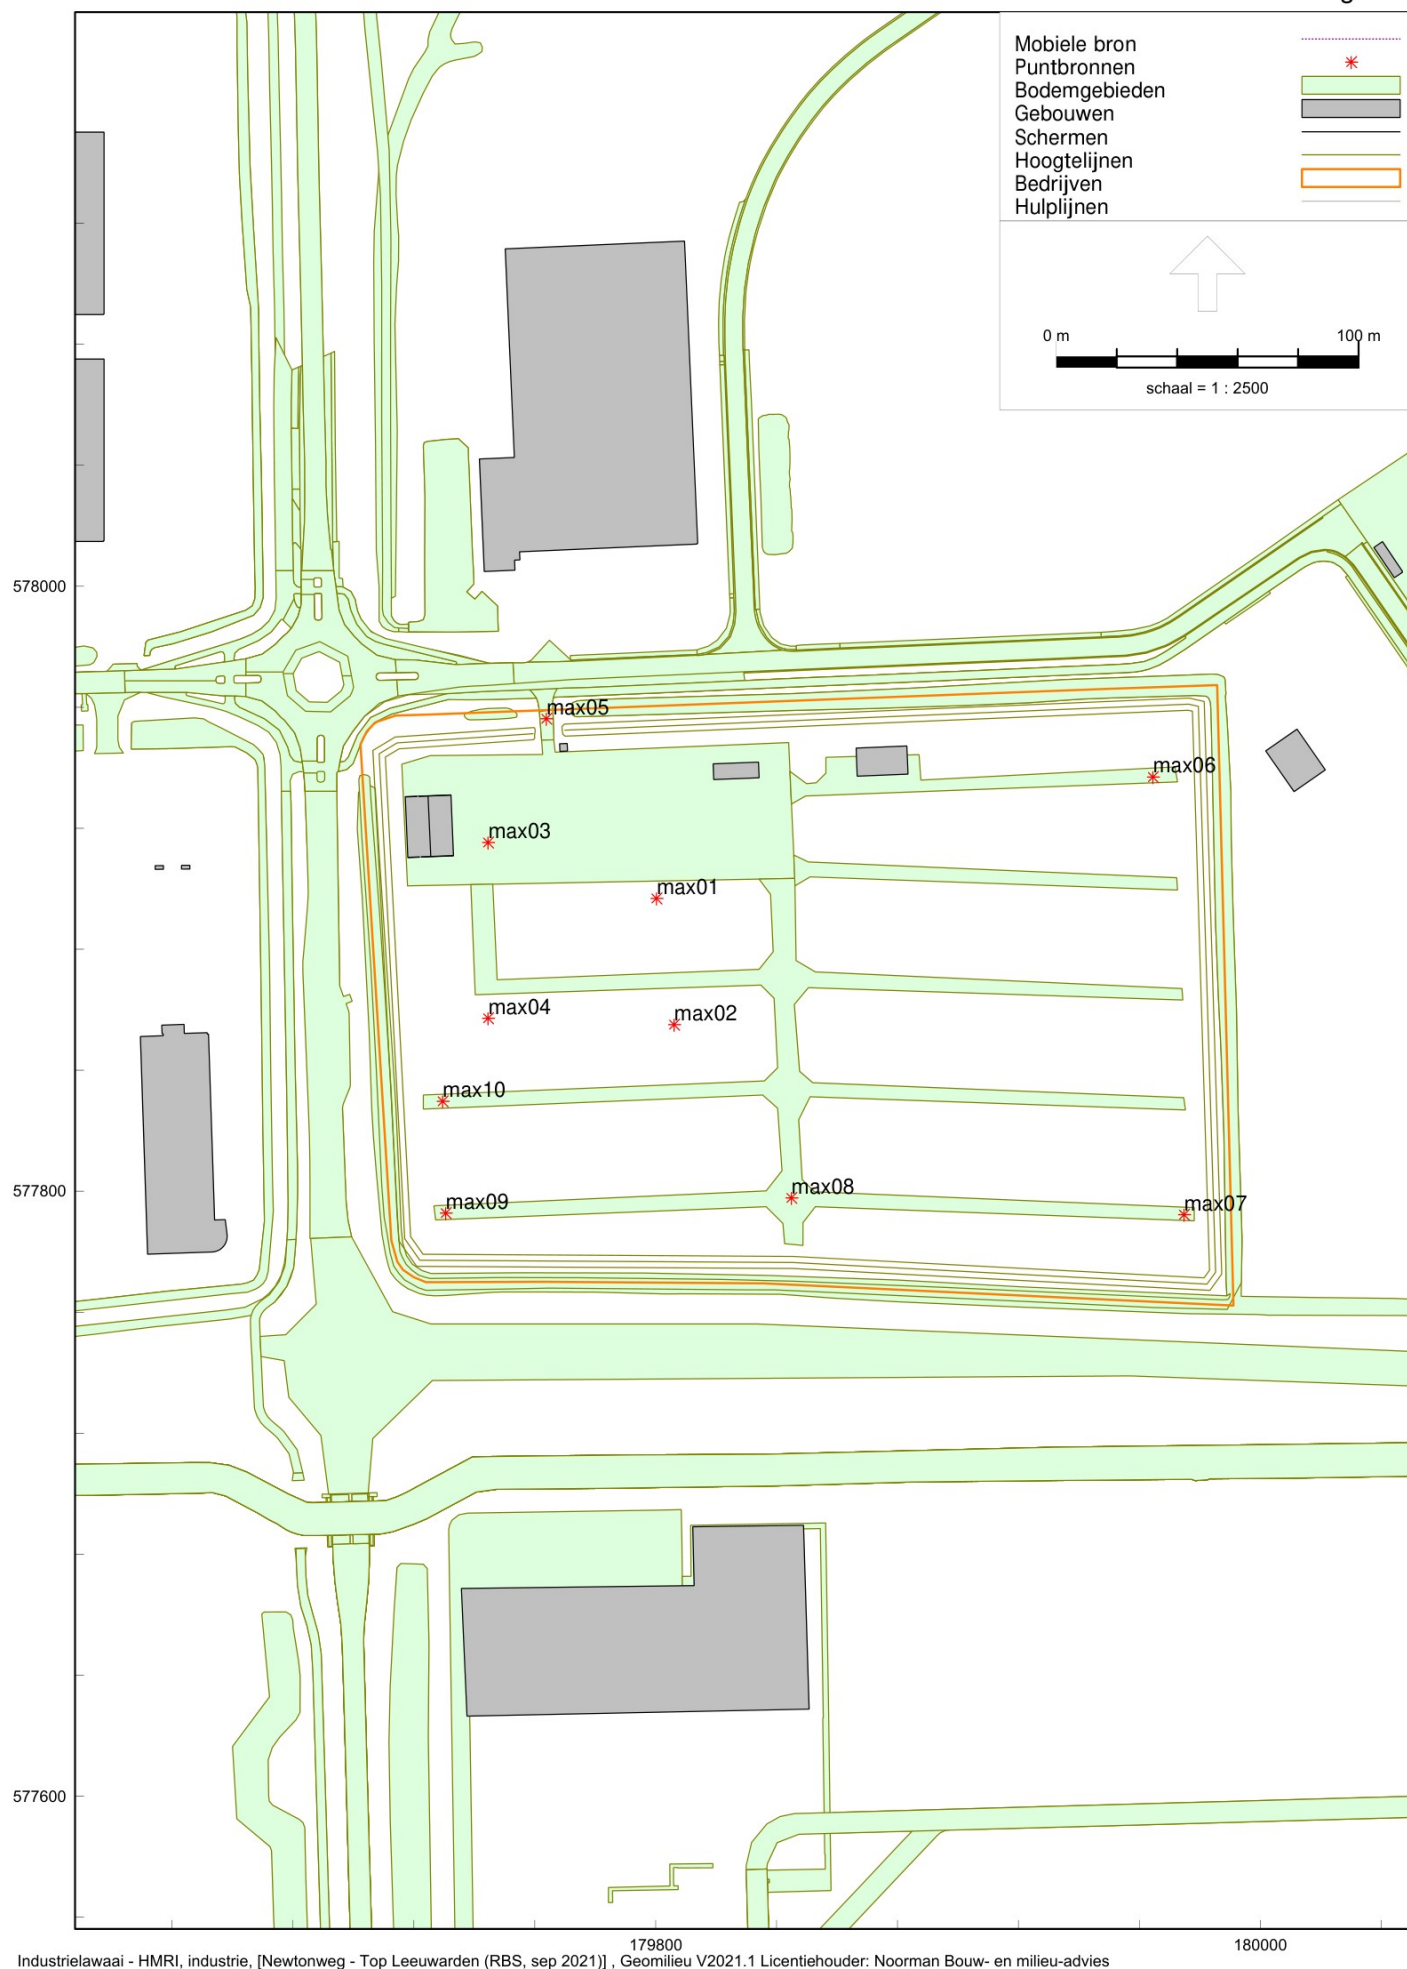 Mobiele bron
Puntbronnen
Bodemgebieden
Gebouwen
Schermen
Hoogtelijnen
Bedrijven
Hulplijnen
0 m 100 m
schaal = 1 : 2500
578000
max05
max06
max03
max01
max04
max02
max10
577800
max08
max09
max07
577600
179800 180000
Industrielawaai - HMRI, industrie, [Newtonweg - Top Leeuwarden (RBS, sep 2021)] , Geomilieu V2021.1 Licentiehouder: Noorman Bouw- en milieu-advies